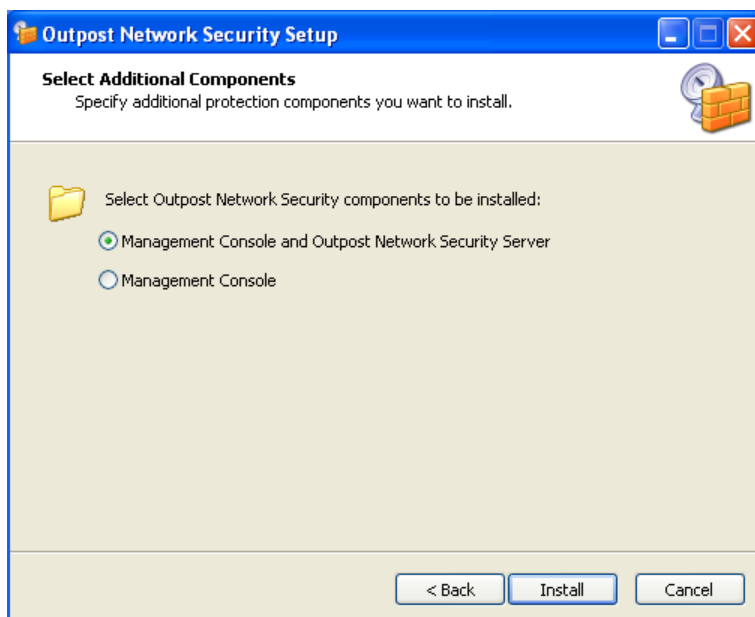 Outpost Network Security Setup
Select Additional Components
Specify additional protection components you want to install.
Select Outpost Network Security components to be installed:
Management Console and Outpost Network Security Server
Management Console
< Back
Install
Cancel